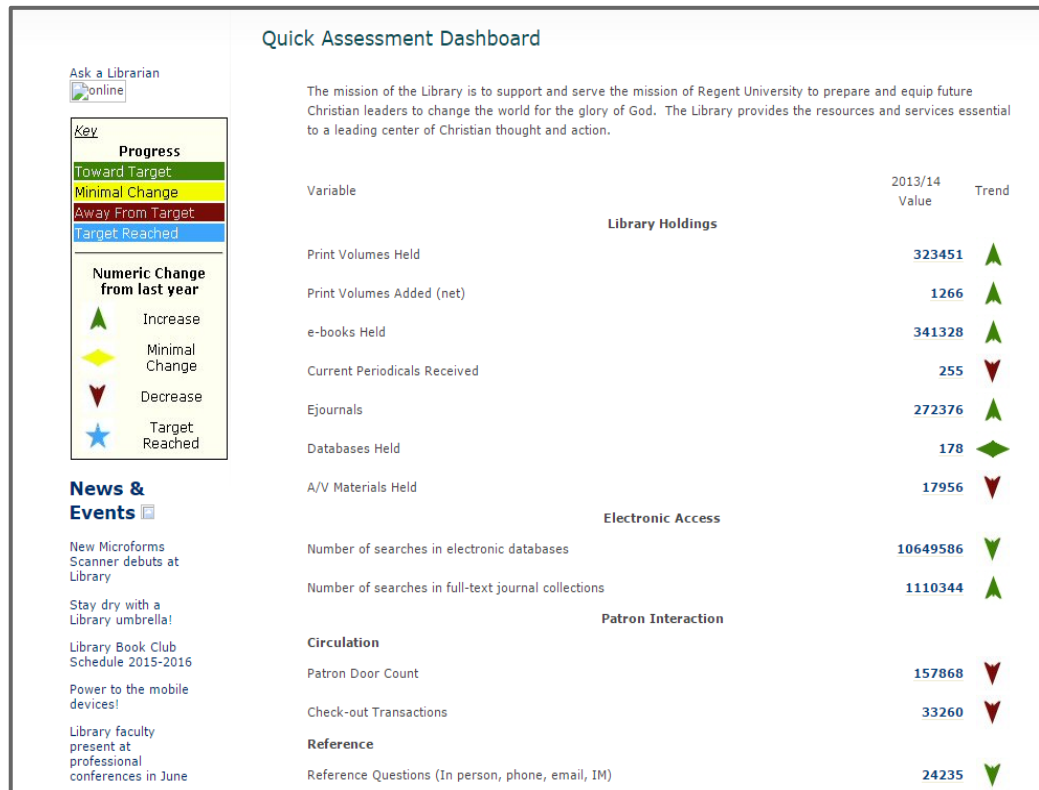 Quick Assessment Dashboard
Ask a Librarian
online
Key
Progress
Toward Target
Minimal Change
Away From Target
Target Reached
Numeric Change
from last year
Increase
Minimal
Change
Decrease
Target
Reached
News &
Events
New Microforms
Scanner debuts at
Library
Stay dry with a
Library umbrella!
Library Book Club
Schedule 2015-2016
Power to the mobile
devices!
Library faculty
present at
professional
conferences in June
The mission of the Library is to support and serve the mission of Regent University to prepare and equip future
Christian leaders to change the world for the glory of God. The Library provides the resources and services essential
to a leading center of Christian thought and action.
Variable 2013/14 Value Trend
Library Holdings
Print Volumes Held 323451
Print Volumes Added (net) 1266
e-books Held 341328
Current Periodicals Received 255
Ejournals 272376
Databases Held 178
A/V Materials Held 17956
Electronic Access
Number of searches in electronic databases 10649586
Number of searches in full-text journal collections 1110344
Patron Interaction
Circulation
Patron Door Count 157868
Check-out Transactions 33260
Reference
Reference Questions (In person, phone, email, IM) 24235